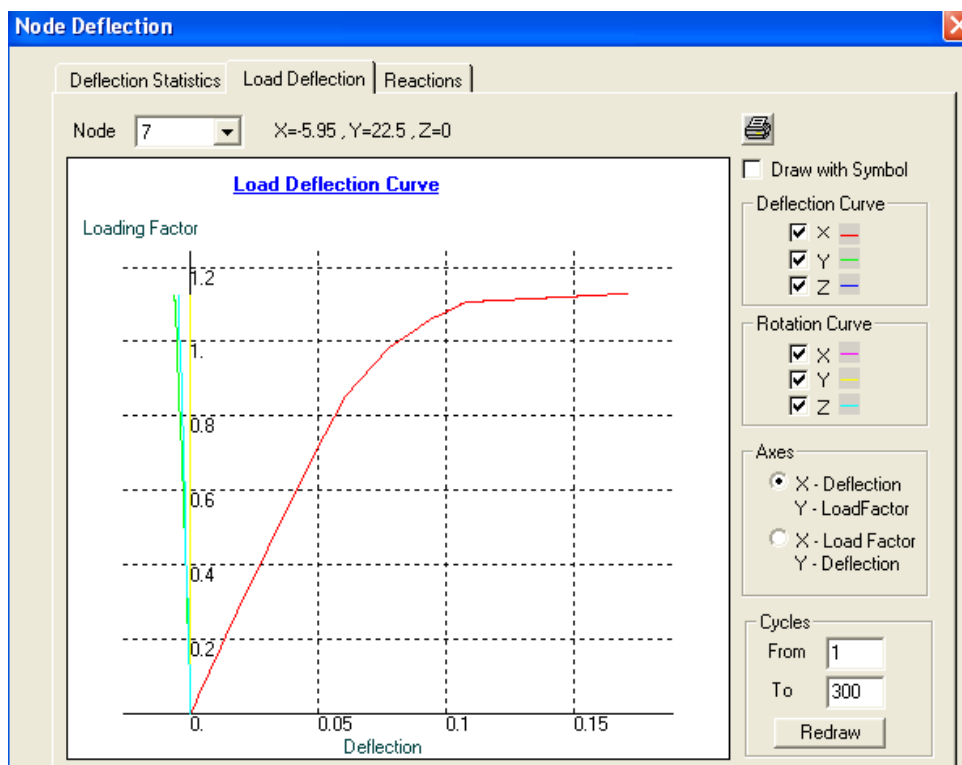 Node Deflection
Deflection Statistics Load Deflection Reactions
Node 7 X=-5.95 , Y=22.5 , Z=0
Draw with Symbol
Load Deflection Curve
Loading Factor
1.2
1.
0.8
0.6
0.4
0.2
0. 0.05 0.1 0.15
Deflection
Deflection Curve
X
Y
Z
Rotation Curve
X
Y
Z
Axes
X - Deflection
Y - LoadFactor
X - Load Factor
Y - Deflection
Cycles
From 1
To 300
Redraw